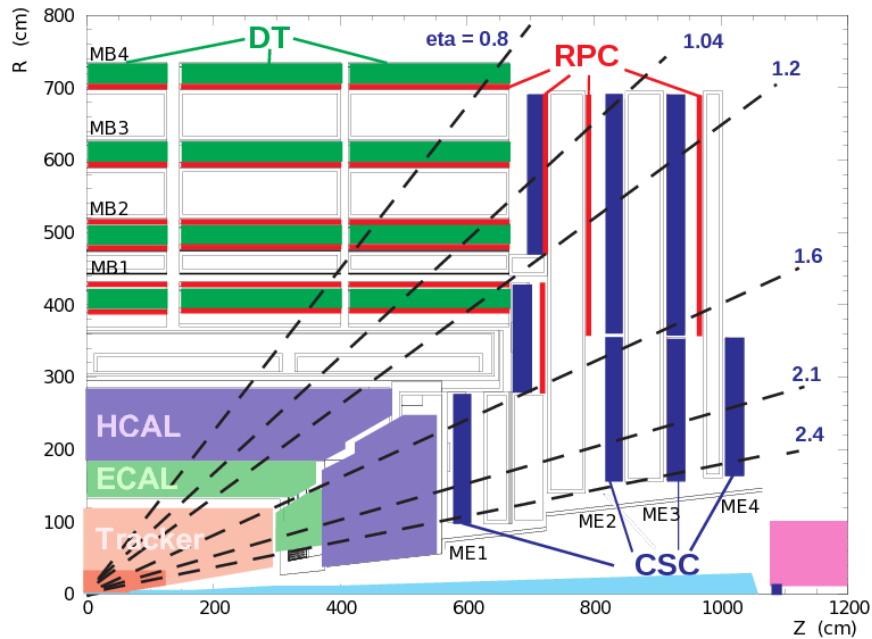 R (cm)
800
700
600
500
400
300
200
100
0
MB4
MB3
MB2
MB1
DT
eta = 0.8
RPC
1.04
1.2
1.6
2.1
2.4
HCAL
ECAL
Tracker
ME1
ME2
ME3
ME4
CSC
0
200
400
600
800
1000
1200
Z (cm)